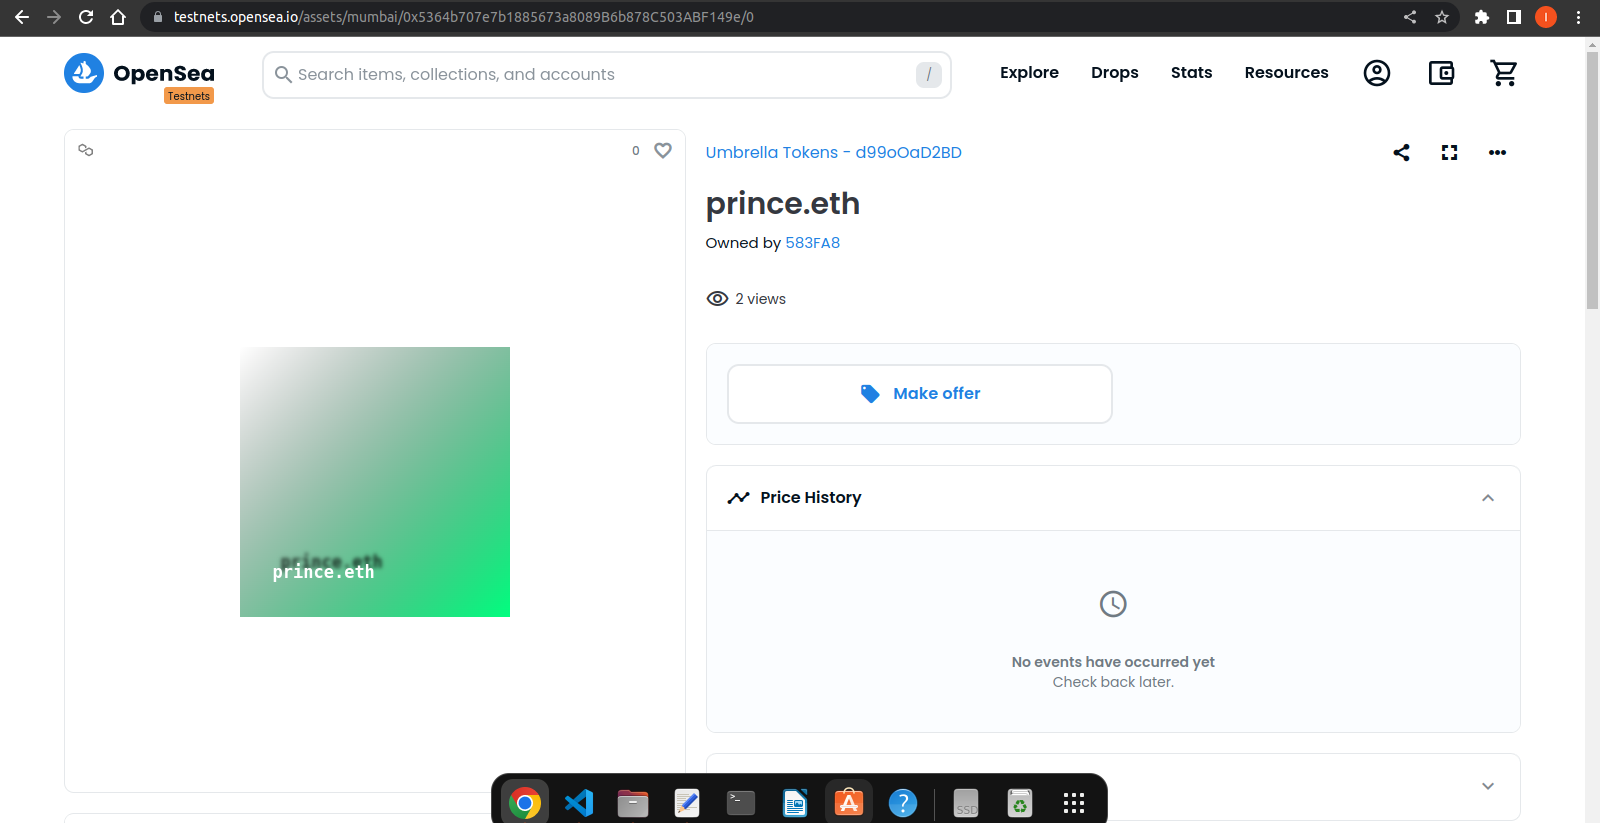 testnets.opensea.io/assets/mumbai/0x5364b707e7b1885673a8089B6b878C503ABF149e/0
I
OpenSea
Testnets
Search items, collections, and accounts
/
Explore
Drops
Stats
Resources
0
prince.eth
prince.eth
Umbrella Tokens - d99oOaD2BD
prince.eth
Owned by 583FA8
2 views
Make offer
Price History
No events have occurred yet
Check back later.
>_
A
?
SSD